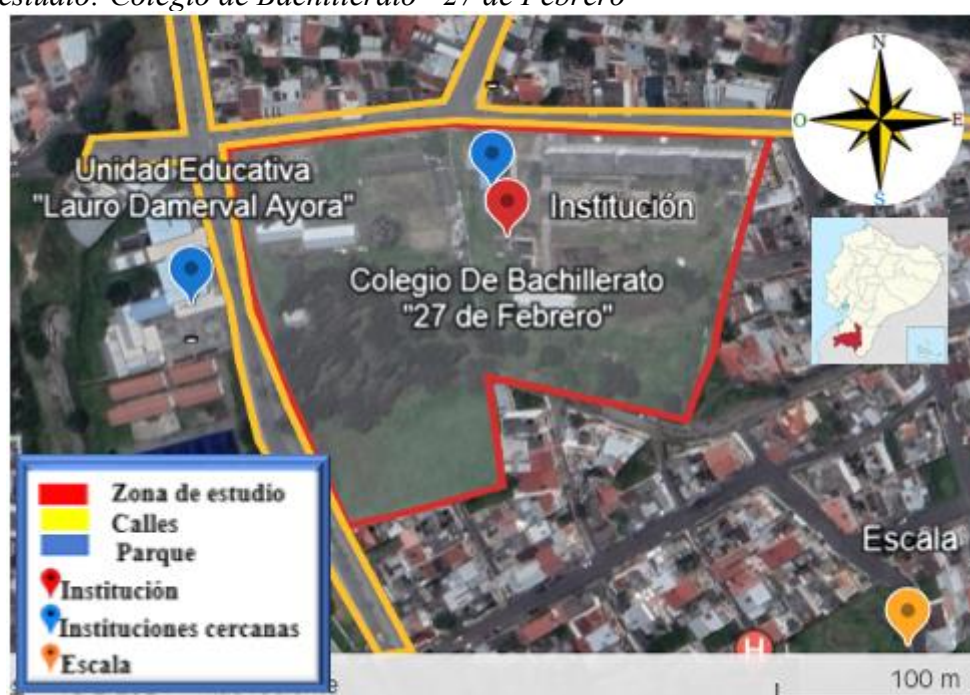 estudio: Colegio de Bachillerato "27 de Febrero"
N
O
E
S
Unidad Educativa
"Lauro Damerval Ayora"
Institución
Colegio De Bachillerato
"27 de Febrero"
Escala
Zona de estudio
Calles
Parque
Institución
Instituciones cercanas
Escala
H
100 m